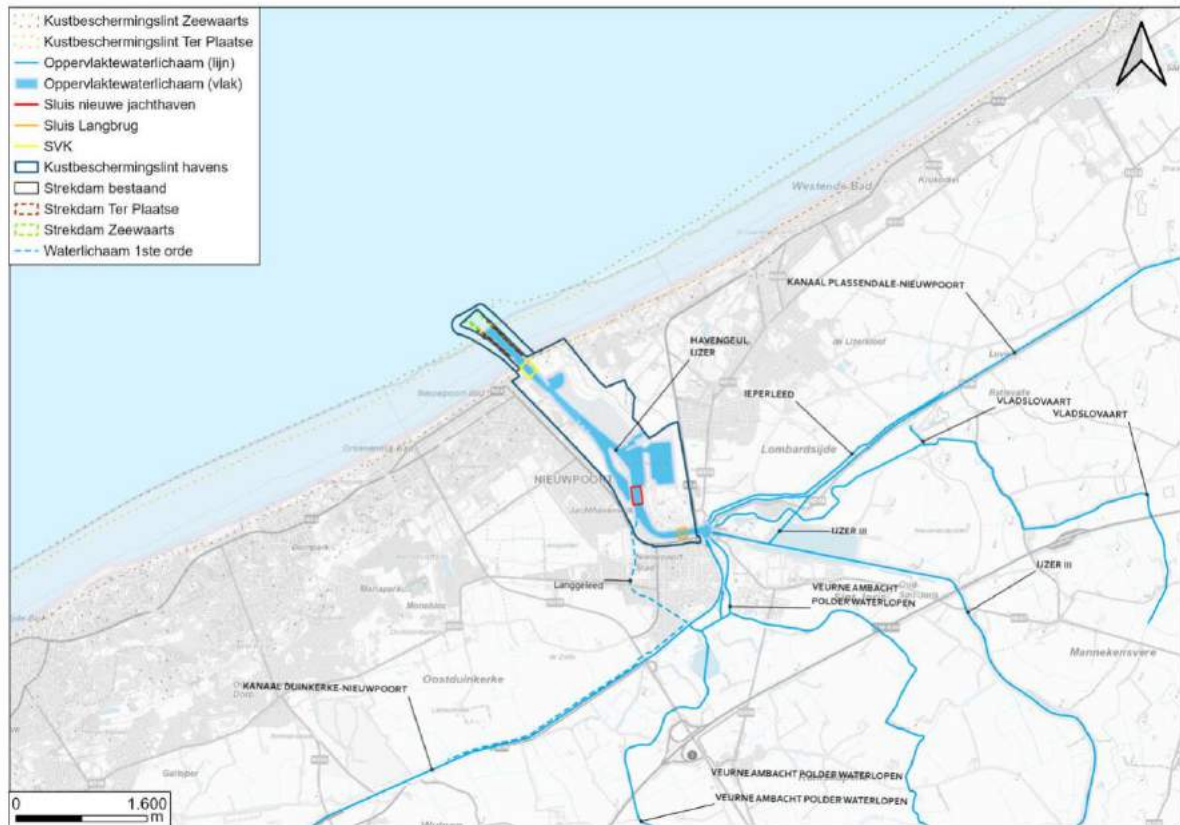 Kustbeschermingslint Zeewaarts
Kustbeschermingslint Ter Plaatse
Oppervlaktewaterlichaam (lijn)
Oppervlaktewaterlichaam (vlak)
Sluis nieuwe jachthaven
Sluis Langbrug
SVK
Kustbeschermingslint havens
Strekdam bestaand
Strekdam Ter Plaatse
Strekdam Zeewaarts
Waterlichaam 1ste orde
Westende-Bad
KANAAL PLASSENDALE-NIEUWPOORT
HAVENGEUL
IJZER
IEPERLEED
VLADSLOVAART
VLADSLOVAART
Lombardsijde
NIEUWPOORT
IJZER III
IJZER III
Langgeleed
VEURNE AMBACHT
POLDER WATERLOPEN
Mannekensvere
KANAAL DUINKERKE-NIEUWPOORT
Oostduinkerke
Galloper
VEURNE AMBACHT POLDER WATERLOPEN
VEURNE AMBACHT POLDER WATERLOPEN
0 1.600
m